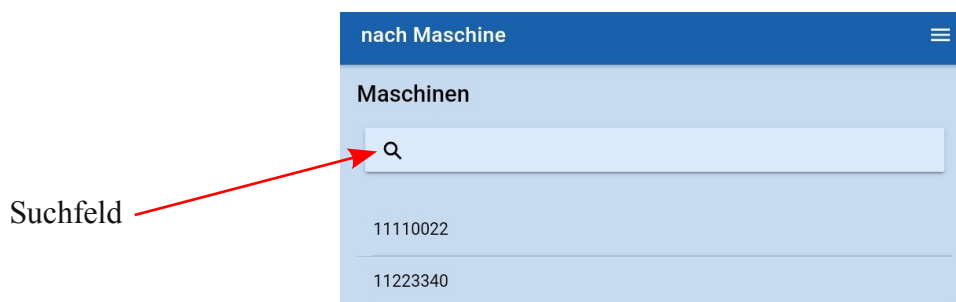 nach Maschine
Maschinen
Suchfeld
11110022
11223340